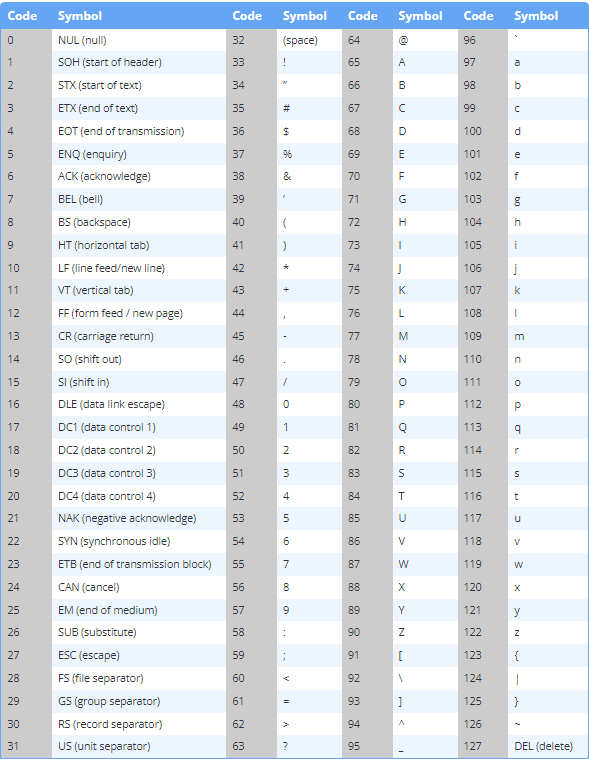 Code Symbol Code Symbol Code Symbol Code Symbol
0 NUL (null) 32 (space) 64 @ 96 `
1 SOH (start of header) 33 ! 65 A 97 a
2 STX (start of text) 34 " 66 B 98 b
3 ETX (end of text) 35 # 67 C 99 c
4 EOT (end of transmission) 36 $ 68 D 100 d
5 ENQ (enquiry) 37 % 69 E 101 e
6 ACK (acknowledge) 38 & 70 F 102 f
7 BEL (bell) 39 ' 71 G 103 g
8 BS (backspace) 40 ( 72 H 104 h
9 HT (horizontal tab) 41 ) 73 I 105 i
10 LF (line feed/new line) 42 * 74 J 106 j
11 VT (vertical tab) 43 + 75 K 107 k
12 FF (form feed / new page) 44 , 76 L 108 l
13 CR (carriage return) 45 - 77 M 109 m
14 SO (shift out) 46 . 78 N 110 n
15 SI (shift in) 47 / 79 O 111 o
16 DLE (data link escape) 48 0 80 P 112 p
17 DC1 (data control 1) 49 1 81 Q 113 q
18 DC2 (data control 2) 50 2 82 R 114 r
19 DC3 (data control 3) 51 3 83 S 115 s
20 DC4 (data control 4) 52 4 84 T 116 t
21 NAK (negative acknowledge) 53 5 85 U 117 u
22 SYN (synchronous idle) 54 6 86 V 118 v
23 ETB (end of transmission block) 55 7 87 W 119 w
24 CAN (cancel) 56 8 88 X 120 x
25 EM (end of medium) 57 9 89 Y 121 y
26 SUB (substitute) 58 : 90 Z 122 z
27 ESC (escape) 59 ; 91 [ 123 {
28 FS (file separator) 60 < 92 \ 124 |
29 GS (group separator) 61 = 93 ] 125 }
30 RS (record separator) 62 > 94 ^ 126 ~
31 US (unit separator) 63 ? 95 _ 127 DEL (delete)